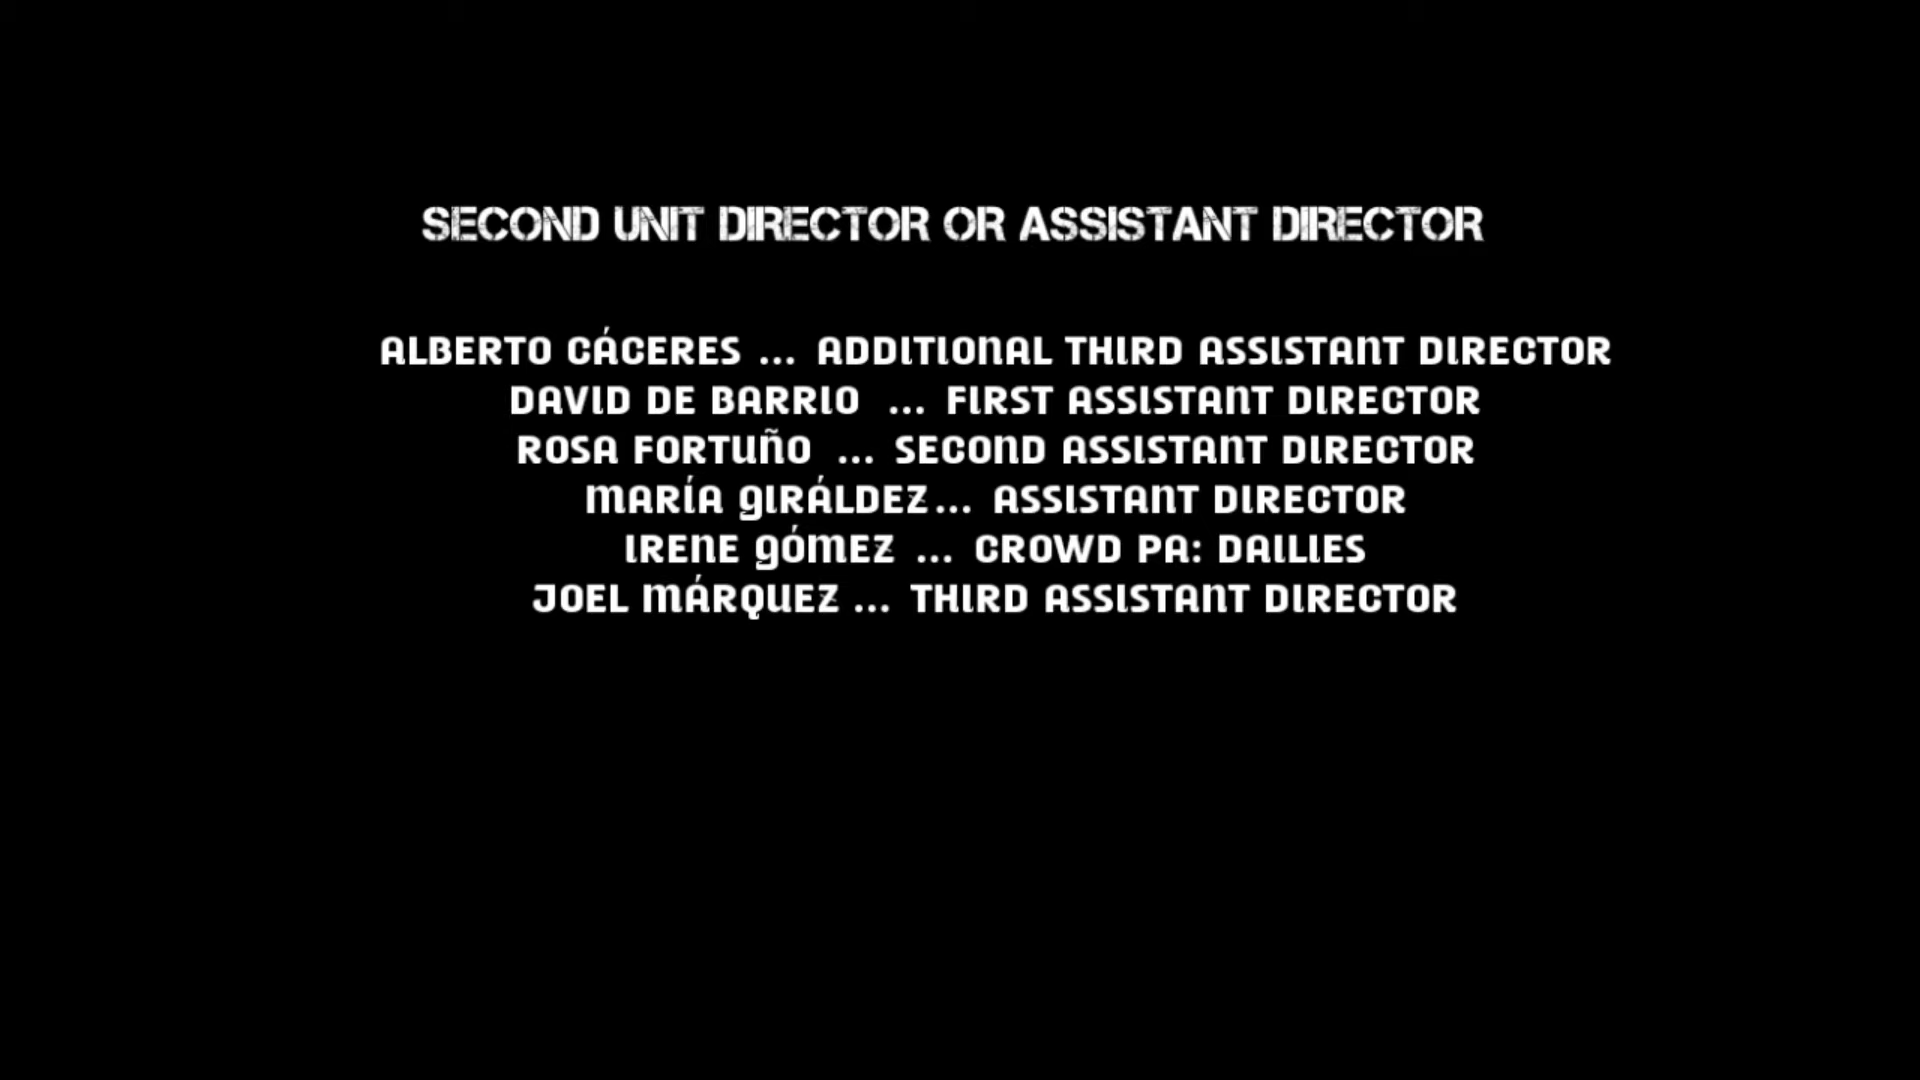 SECOND UNIT DIRECTOR OR ASSISTANT DIRECTOR
ALBERTO CÁCERES ... ADDITIONAL THIRD ASSISTANT DIRECTOR
DAVID DE BARRIO ... FIRST ASSISTANT DIRECTOR
ROSA FORTUÑO ... SECOND ASSISTANT DIRECTOR
MARÍA GIRÁLDEZ... ASSISTANT DIRECTOR
IRENE GÓMEZ ... CROWD PA: DAILIES
JOEL MÁRQUEZ ... THIRD ASSISTANT DIRECTOR